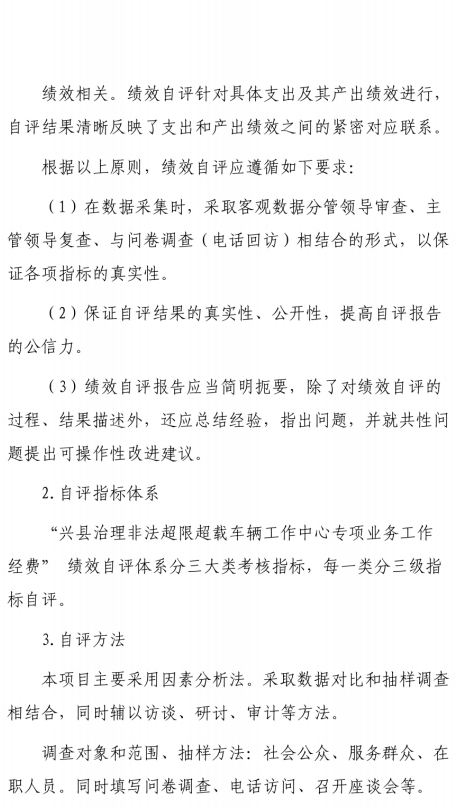 绩效相关。绩效自评针对具体支出及其产出绩效进行，
自评结果清晰反映了支出和产出绩效之间的紧密对应联系。
根据以上原则，绩效自评应遵循如下要求：
（1）在数据采集时，采取客观数据分管领导审查、主
管领导复查、与问卷调查（电话回访）相结合的形式，以保
证各项指标的真实性。
（2）保证自评结果的真实性、公开性，提高自评报告
的公信力。
（3）绩效自评报告应当简明扼要，除了对绩效自评的
过程、结果描述外，还应总结经验，指出问题，并就共性问
题提出可操作性改进建议。
2.自评指标体系
“兴县治理非法超限超载车辆工作中心专项业务工作
经费” 绩效自评体系分三大类考核指标，每一类分三级指
标自评。
3.自评方法
本项目主要采用因素分析法。采取数据对比和抽样调查
相结合，同时辅以访谈、研讨、审计等方法。
调查对象和范围、抽样方法：社会公众、服务群众、在
职人员。同时填写问卷调查、电话访问、召开座谈会等。